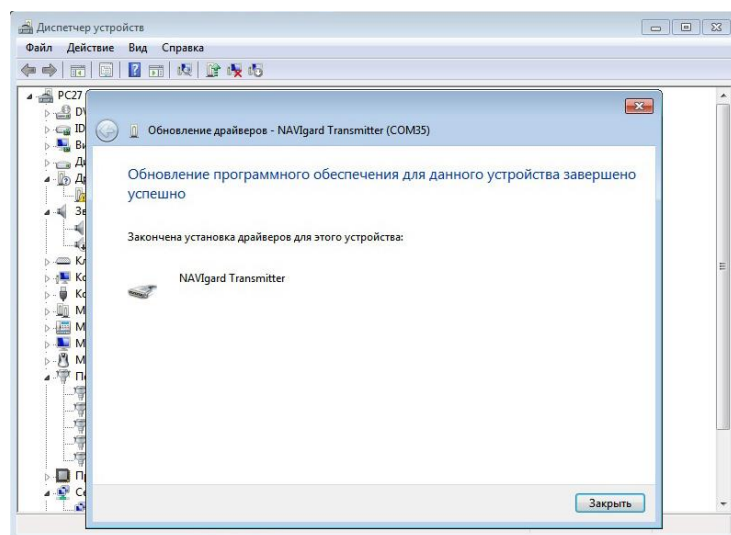 Диспетчер устройств
Файл Действие Вид Справка
PC27
Обновление драйверов - NAVIgard Transmitter (COM35)
Обновление программного обеспечения для данного устройства завершено
успешно
Закончена установка драйверов для этого устройства:
NAVIgard Transmitter
Закрыть